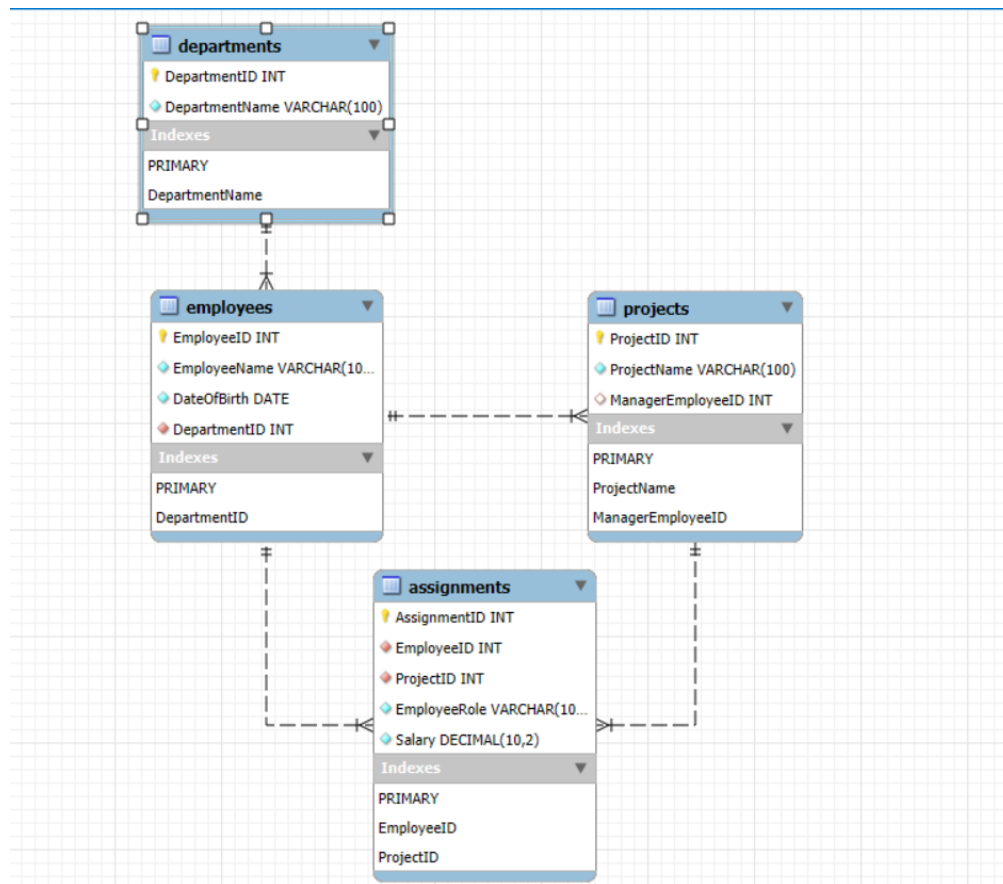 departments
DepartmentID INT
DepartmentName VARCHAR(100)
Indexes
PRIMARY
DepartmentName
employees
EmployeeID INT
EmployeeName VARCHAR(10...
DateOfBirth DATE
DepartmentID INT
Indexes
PRIMARY
DepartmentID
projects
ProjectID INT
ProjectName VARCHAR(100)
ManagerEmployeeID INT
Indexes
PRIMARY
ProjectName
ManagerEmployeeID
assignments
AssignmentID INT
EmployeeID INT
ProjectID INT
EmployeeRole VARCHAR(10...
Salary DECIMAL(10,2)
Indexes
PRIMARY
EmployeeID
ProjectID